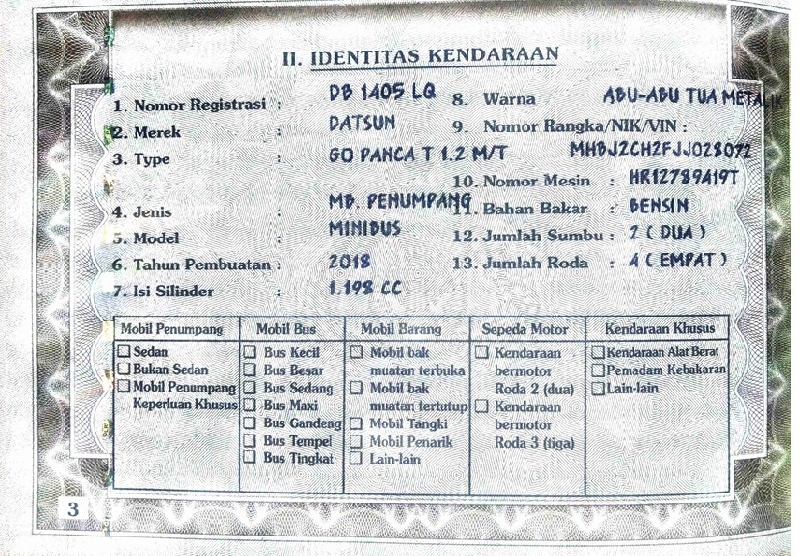 II. IDENTITAS KENDARAAN
1. Nomor Registrasi : DB 1405 LQ
2. Merek : DATSUN
3. Type : GO PANCA T 1.2 M/T
4. Jenis : MB. PENUMPANG
5. Model : MINIBUS
6. Tahun Pembuatan : 2018
7. Isi Silinder : 1.198 CC
8. Warna ABU-ABU TUA METALIK
9. Nomor Rangka/NIK/VIN :
MHBJ2CH2FJJ028072
10. Nomor Mesin : HR12789419T
11. Bahan Bakar : BENSIN
12. Jumlah Sumbu : 2 ( DUA )
13. Jumlah Roda : 4 ( EMPAT )
Mobil Penumpang
Sedan
Bukan Sedan
Mobil Penumpang
Keperluan Khusus
Mobil Bus
Bus Kecil
Bus Besar
Bus Sedang
Bus Maxi
Bus Gandeng
Bus Tempel
Bus Tingkat
Mobil Barang
Mobil bak
muatan terbuka
Mobil bak
muatan tertutup
Mobil Tangki
Mobil Penarik
Lain-lain
Sepeda Motor
Kendaraan
bermotor
Roda 2 (dua)
Kendaraan
bermotor
Roda 3 (tiga)
Kendaraan Khusus
Kendaraan Alat Berat
Pemadam Kebakaran
Lain-lain
3